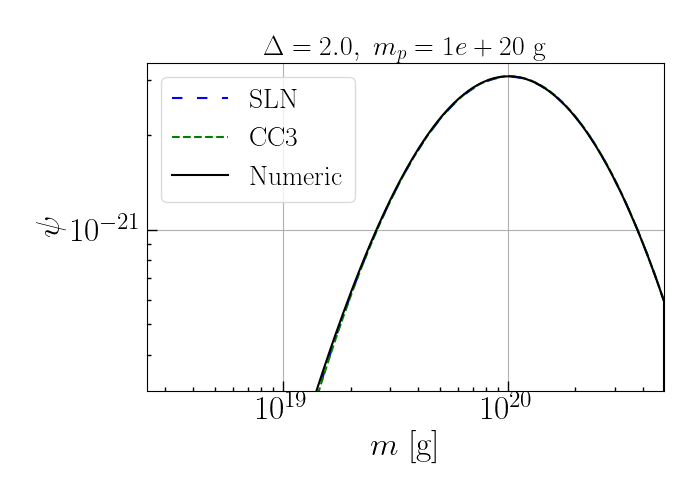 Δ = 2.0, m_p = 1e + 20 g
SLN
CC3
Numeric
ψ
10^{-21}
10^{19}
10^{20}
m [g]